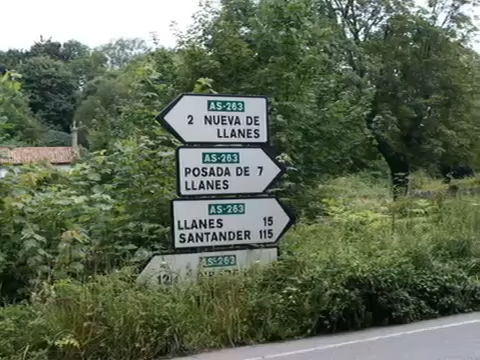 AS-263
2 NUEVA DE
LLANES
AS-263
POSADA DE 7
LLANES
AS-263
LLANES 15
SANTANDER 115
AS-263